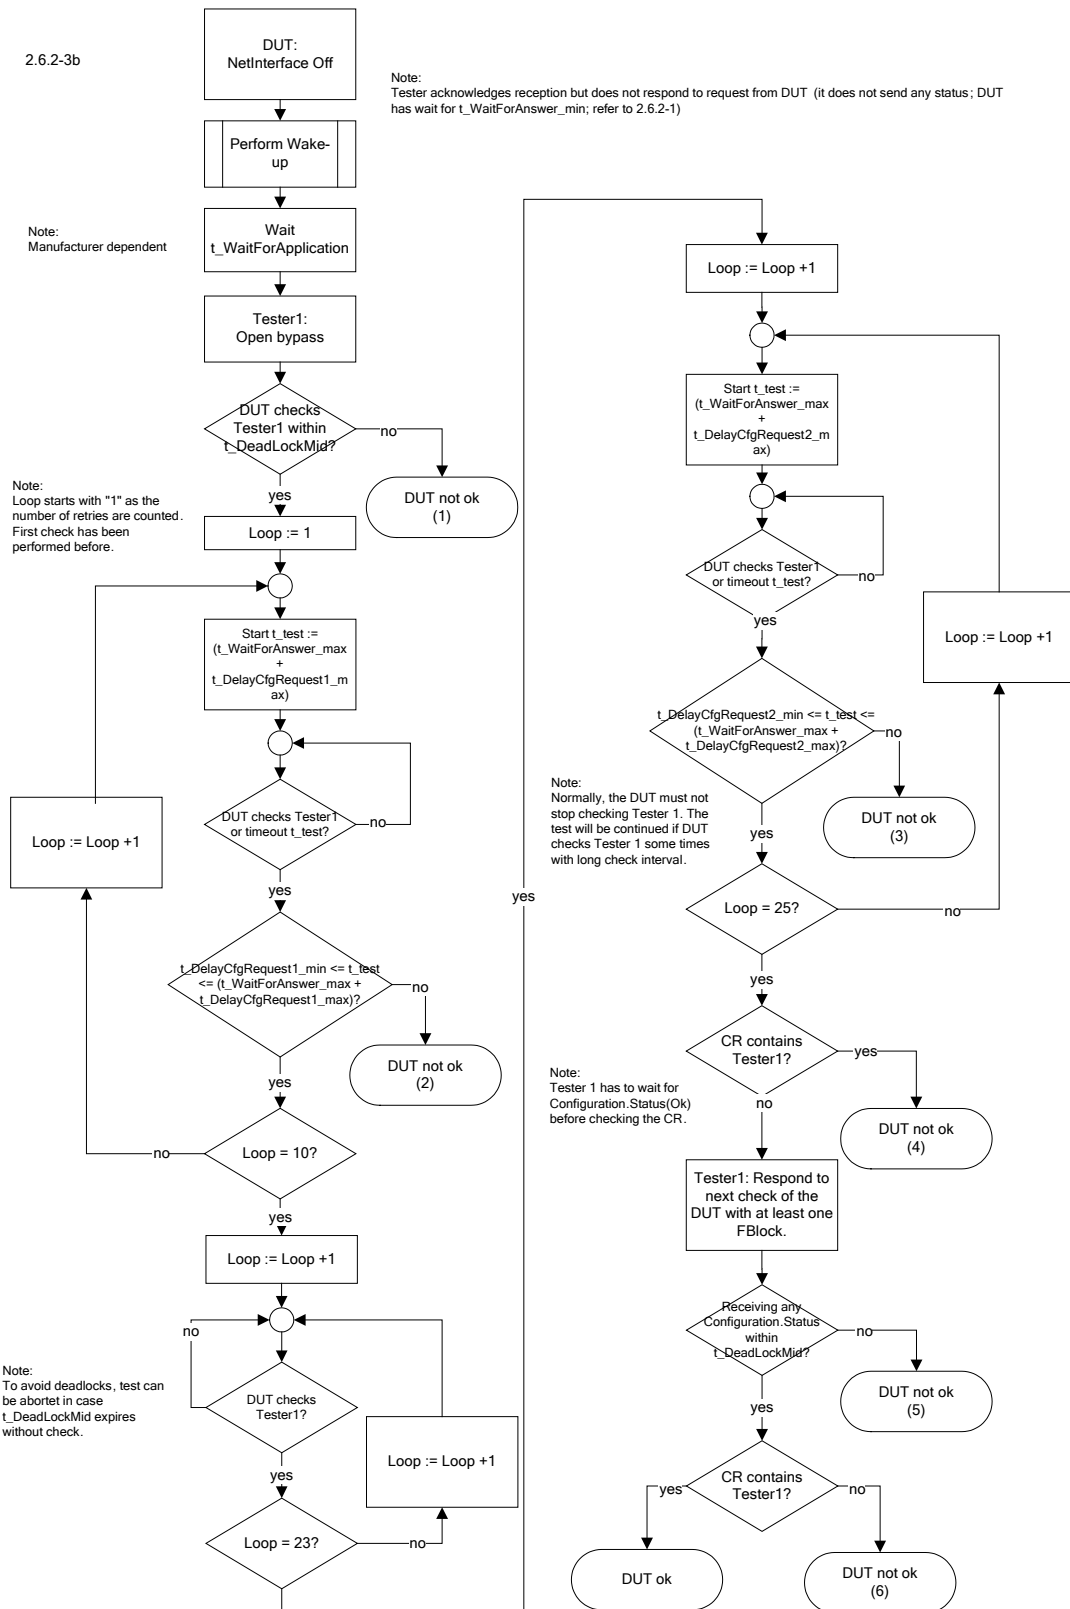 2.6.2-3b
DUT:
NetInterface Off
Note:
Tester acknowledges reception but does not respond to request from DUT (it does not send any status; DUT
has wait for t_WaitForAnswer_min; refer to 2.6.2-1)
Perform Wake-
up
Note:
Manufacturer dependent
Wait
t_WaitForApplication
Tester1:
Open bypass
DUT checks
Tester1 within
t_DeadLockMid?
no
DUT not ok
(1)
yes
Note:
Loop starts with "1" as the
number of retries are counted.
First check has been
performed before.
Loop := 1
Start t_test :=
(t_WaitForAnswer_max
+
t_DelayCfgRequest1_m
ax)
DUT checks Tester1
or timeout t_test?
no
Loop := Loop +1
yes
t_DelayCfgRequest1_min <= t_test
<= (t_WaitForAnswer_max +
t_DelayCfgRequest1_max)?
no
DUT not ok
(2)
yes
Loop = 10?
no
yes
Loop := Loop +1
no
Note:
To avoid deadlocks, test can
be abortet in case
t_DeadLockMid expires
without check.
DUT checks
Tester1?
Loop := Loop +1
yes
Loop = 23?
no
yes
Loop := Loop +1
Start t_test :=
(t_WaitForAnswer_max
+
t_DelayCfgRequest2_m
ax)
DUT checks Tester1
or timeout t_test?
no
Loop := Loop +1
yes
t_DelayCfgRequest2_min <= t_test <=
(t_WaitForAnswer_max +
t_DelayCfgRequest2_max)?
no
DUT not ok
(3)
Note:
Normally, the DUT must not
stop checking Tester 1. The
test will be continued if DUT
checks Tester 1 some times
with long check interval.
yes
Loop = 25?
no
yes
CR contains
Tester1?
yes
DUT not ok
(4)
Note:
Tester 1 has to wait for
Configuration.Status(Ok)
before checking the CR.
no
Tester1: Respond to
next check of the
DUT with at least one
FBlock.
Receiving any
Configuration.Status
within
t_DeadLockMid?
no
DUT not ok
(5)
yes
CR contains
Tester1?
yes
no
DUT ok
DUT not ok
(6)